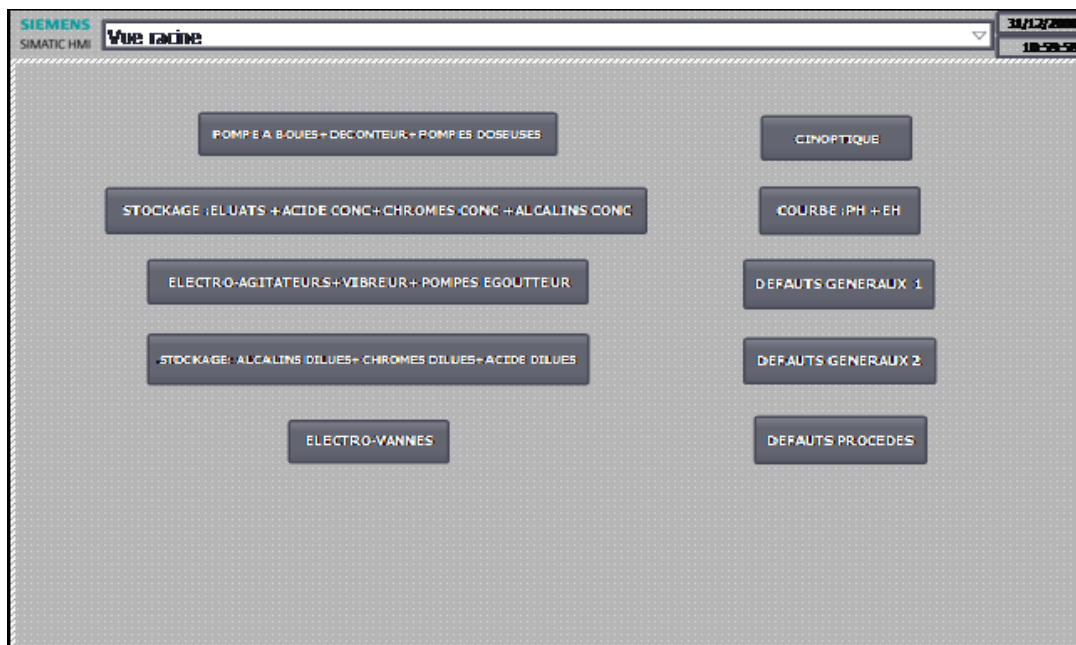 SIEMENS
SIMATIC HMI
Vue racine
POMPE A BOUES+ DECONTEUR+ POMPES DOSEUSES
CINOPTIQUE
STOCKAGE :ELUATS +ACIDE CONC+CHROMES CONC +ALCALINS CONC
COURBE :PH + EH
ELECTRO-AGITATEURS+VIBREUR+ POMPES EGOUTTEUR
DEFAUTS GENERAUX 1
STOCKAGE: ALCALINS DILUES+ CHROMES DILUES+ACIDE DILUES
DEFAUTS GENERAUX 2
ELECTRO-VANNES
DEFAUTS PROCEDES